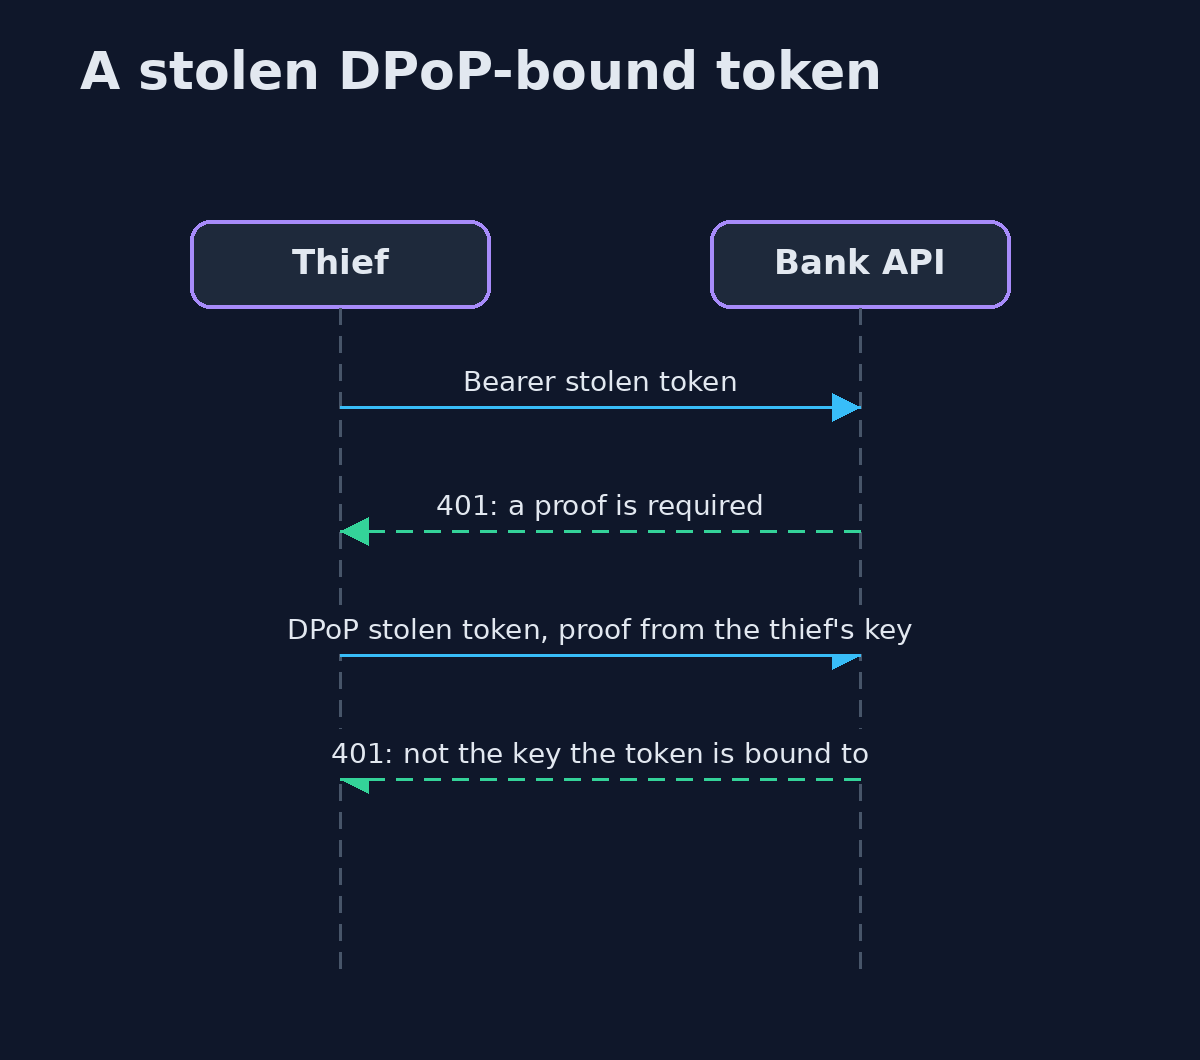 A stolen DPoP-bound token
Thief
Bank API
Bearer stolen token
401: a proof is required
DPoP stolen token, proof from the thief's key
401: not the key the token is bound to